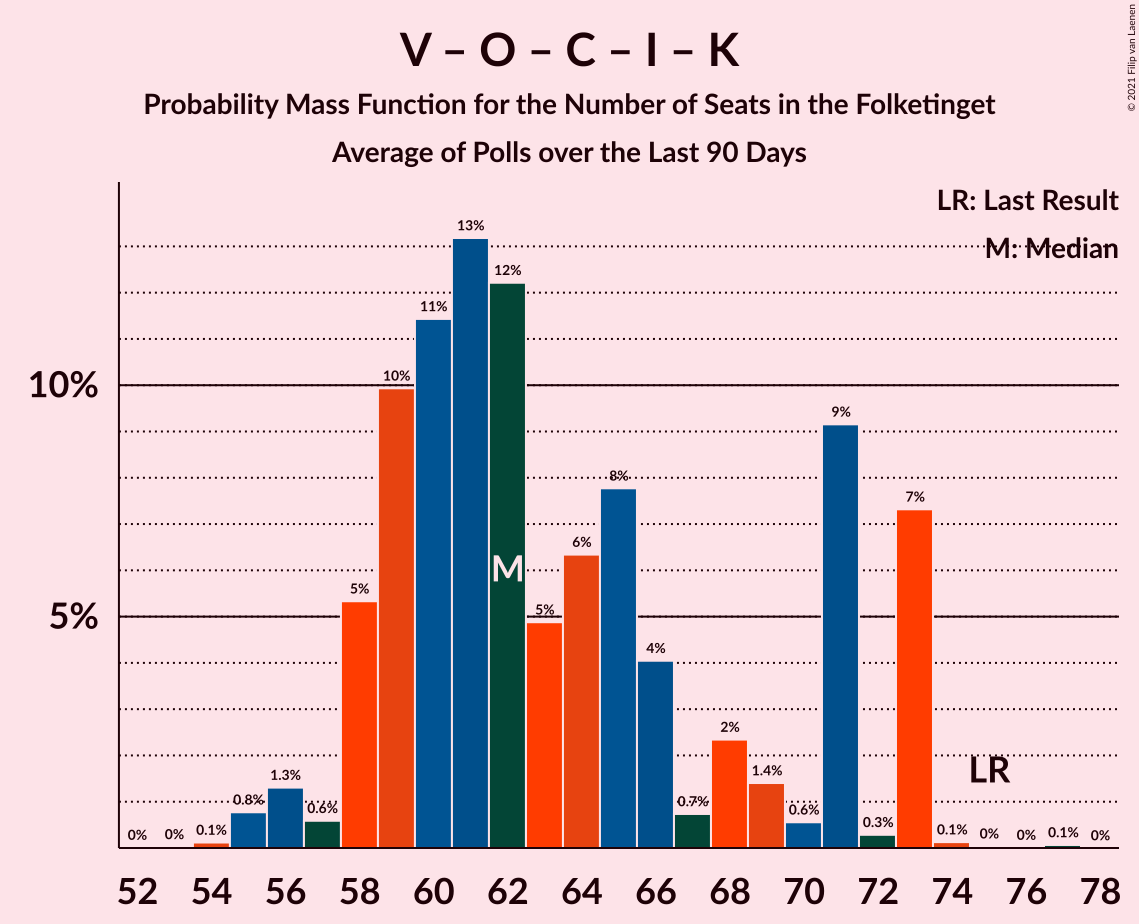 © 2021 Filip van Laenen
V – O – C – I – K
Probability Mass Function for the Number of Seats in the Folketinget
Average of Polls over the Last 90 Days
LR: Last Result
M: Median
10%
5%
0% 0% 0.1% 0.8% 1.3% 0.6% 5% 10% 11% 13% 12% 5% 6% 8% 4% 0.7% 2% 1.4% 0.6% 9% 0.3% 7% 0.1% 0% 0% 0.1% 0%
M
LR
52 54 56 58 60 62 64 66 68 70 72 74 76 78